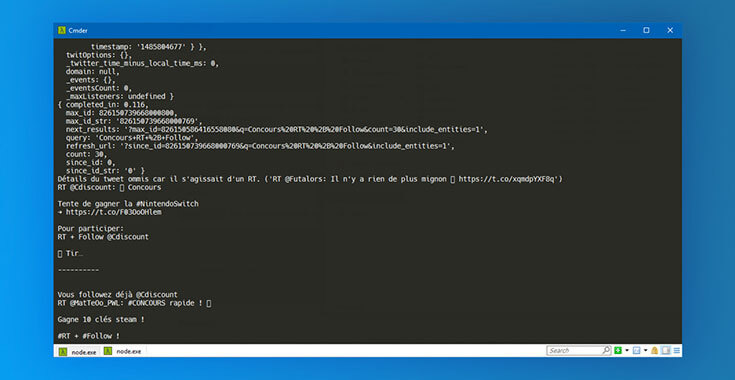 Cmder
timestamp: '1485804677' } },
twitOptions: {},
_twitter_time_minus_local_time_ms: 0,
domain: null,
_events: {},
_eventsCount: 0,
_maxListeners: undefined }
{ completed_in: 0.116,
max_id: 826150739668000800,
max_id_str: '826150739668000769',
next_results: '?max_id=826150586416558080&q=Concours%20RT%20%2B%20Follow&count=30&include_entities=1',
query: 'Concours+RT+%2B+Follow',
refresh_url: '?since_id=826150739668000769&q=Concours%20RT%20%2B%20Follow&include_entities=1',
count: 30,
since_id: 0,
since_id_str: '0' }
Détails du tweet ommis car il s'agissait d'un RT. ('RT @Futalors: Il n'y a rien de plus mignon https://t.co/xqmdpYXF8q')
RT @Cdiscount: Concours
Tente de gagner la #NintendoSwitch
➔ https://t.co/F03OoOHlem
Pour participer:
RT + Follow @Cdiscount
Tir…
----------
Vous followez déjà @Cdiscount
RT @MatTeOo_PWL: #CONCOURS rapide !
Gagne 10 clés steam !
#RT + #Follow !
node.exe
node.exe
Search